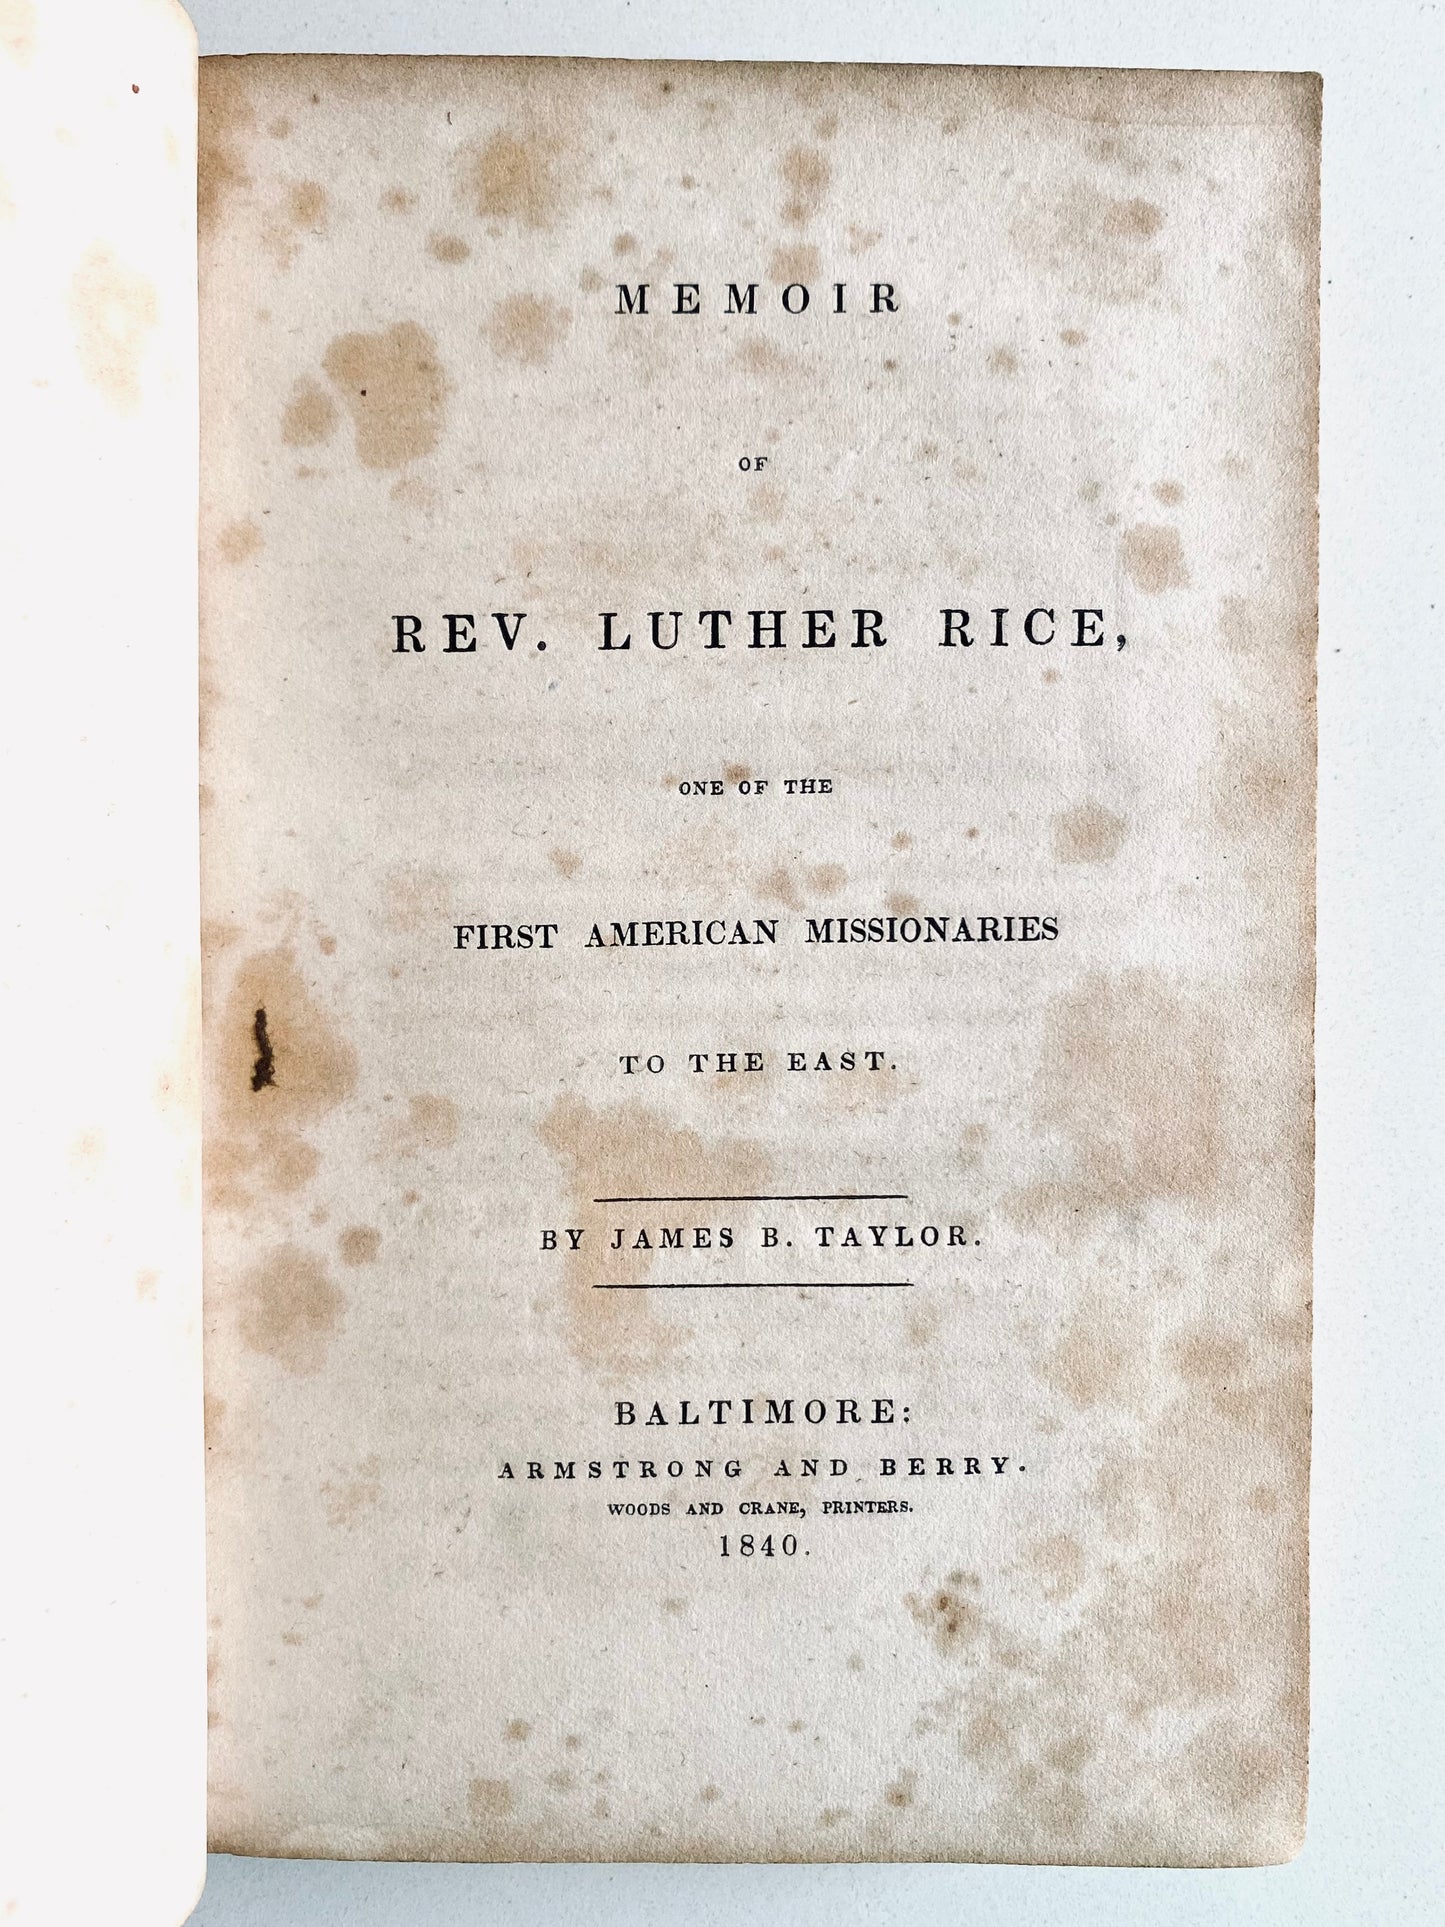 MEMOIR
OF
REV. LUTHER RICE,
ONE OF THE
FIRST AMERICAN MISSIONARIES
TO THE EAST.
BY JAMES B. TAYLOR.
BALTIMORE:
ARMSTRONG AND BERRY.
WOODS AND CRANE, PRINTERS.
1840.